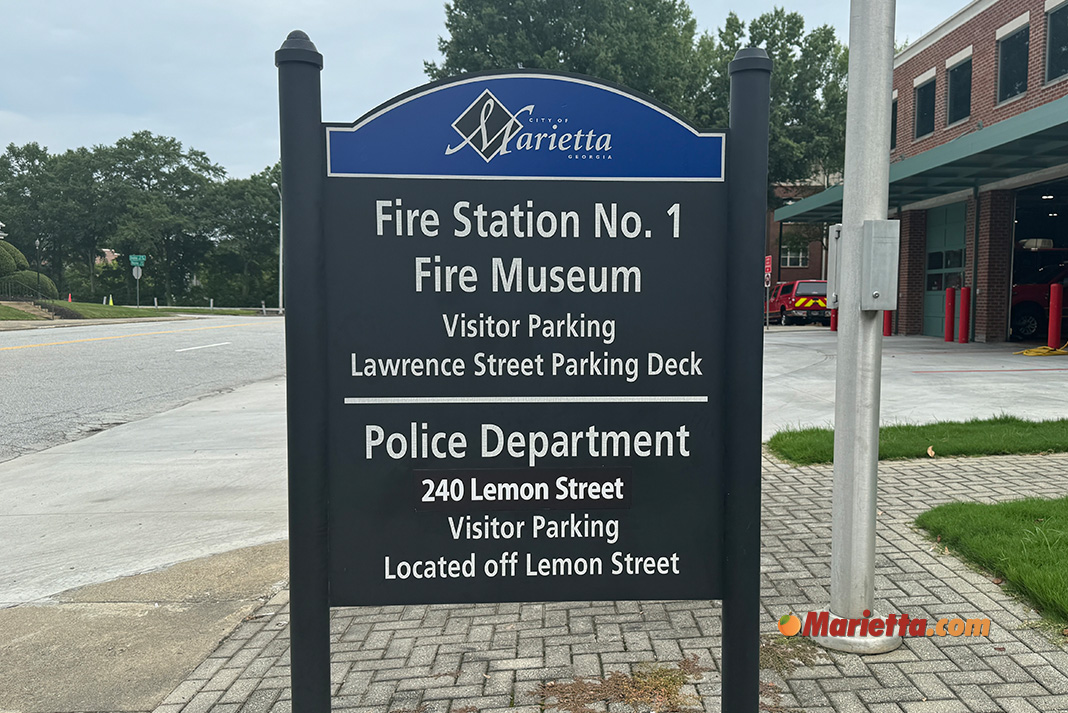 CITY OF
Marietta
GEORGIA
Fire Station No. 1
Fire Museum
Visitor Parking
Lawrence Street Parking Deck
Police Department
240 Lemon Street
Visitor Parking
Located off Lemon Street
Marietta.com